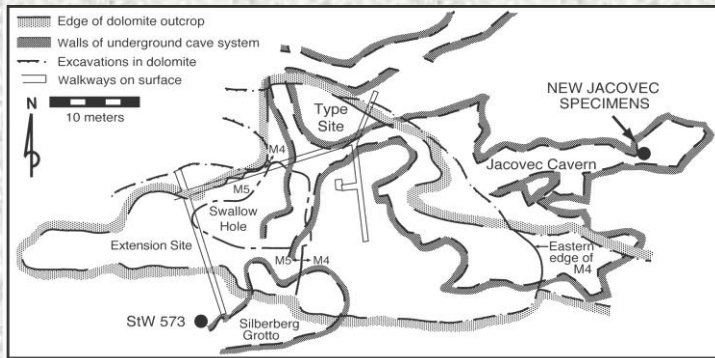 Edge of dolomite outcrop
Walls of underground cave system
Excavations in dolomite
Walkways on surface
N
10 meters
Type
Site
NEW JACOVEC
SPECIMENS
M4
Jacovec Cavern
M5
Swallow
Hole
Extension Site
M5
M4
Eastern
edge of
M4
StW 573
Silberberg
Grotto